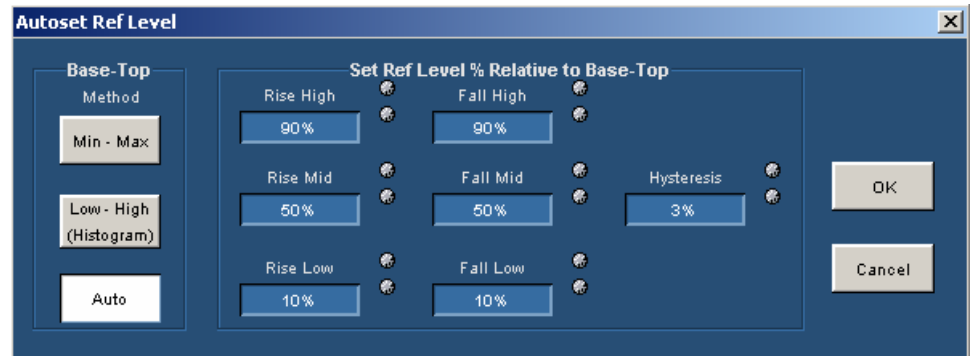 Autoset Ref Level
Base-Top
Method
Min - Max
Low - High
(Histogram)
Auto
Set Ref Level % Relative to Base-Top
Rise High
Fall High
90%
90%
Rise Mid
Fall Mid
Hysteresis
50%
50%
3%
Rise Low
Fall Low
10%
10%
OK
Cancel